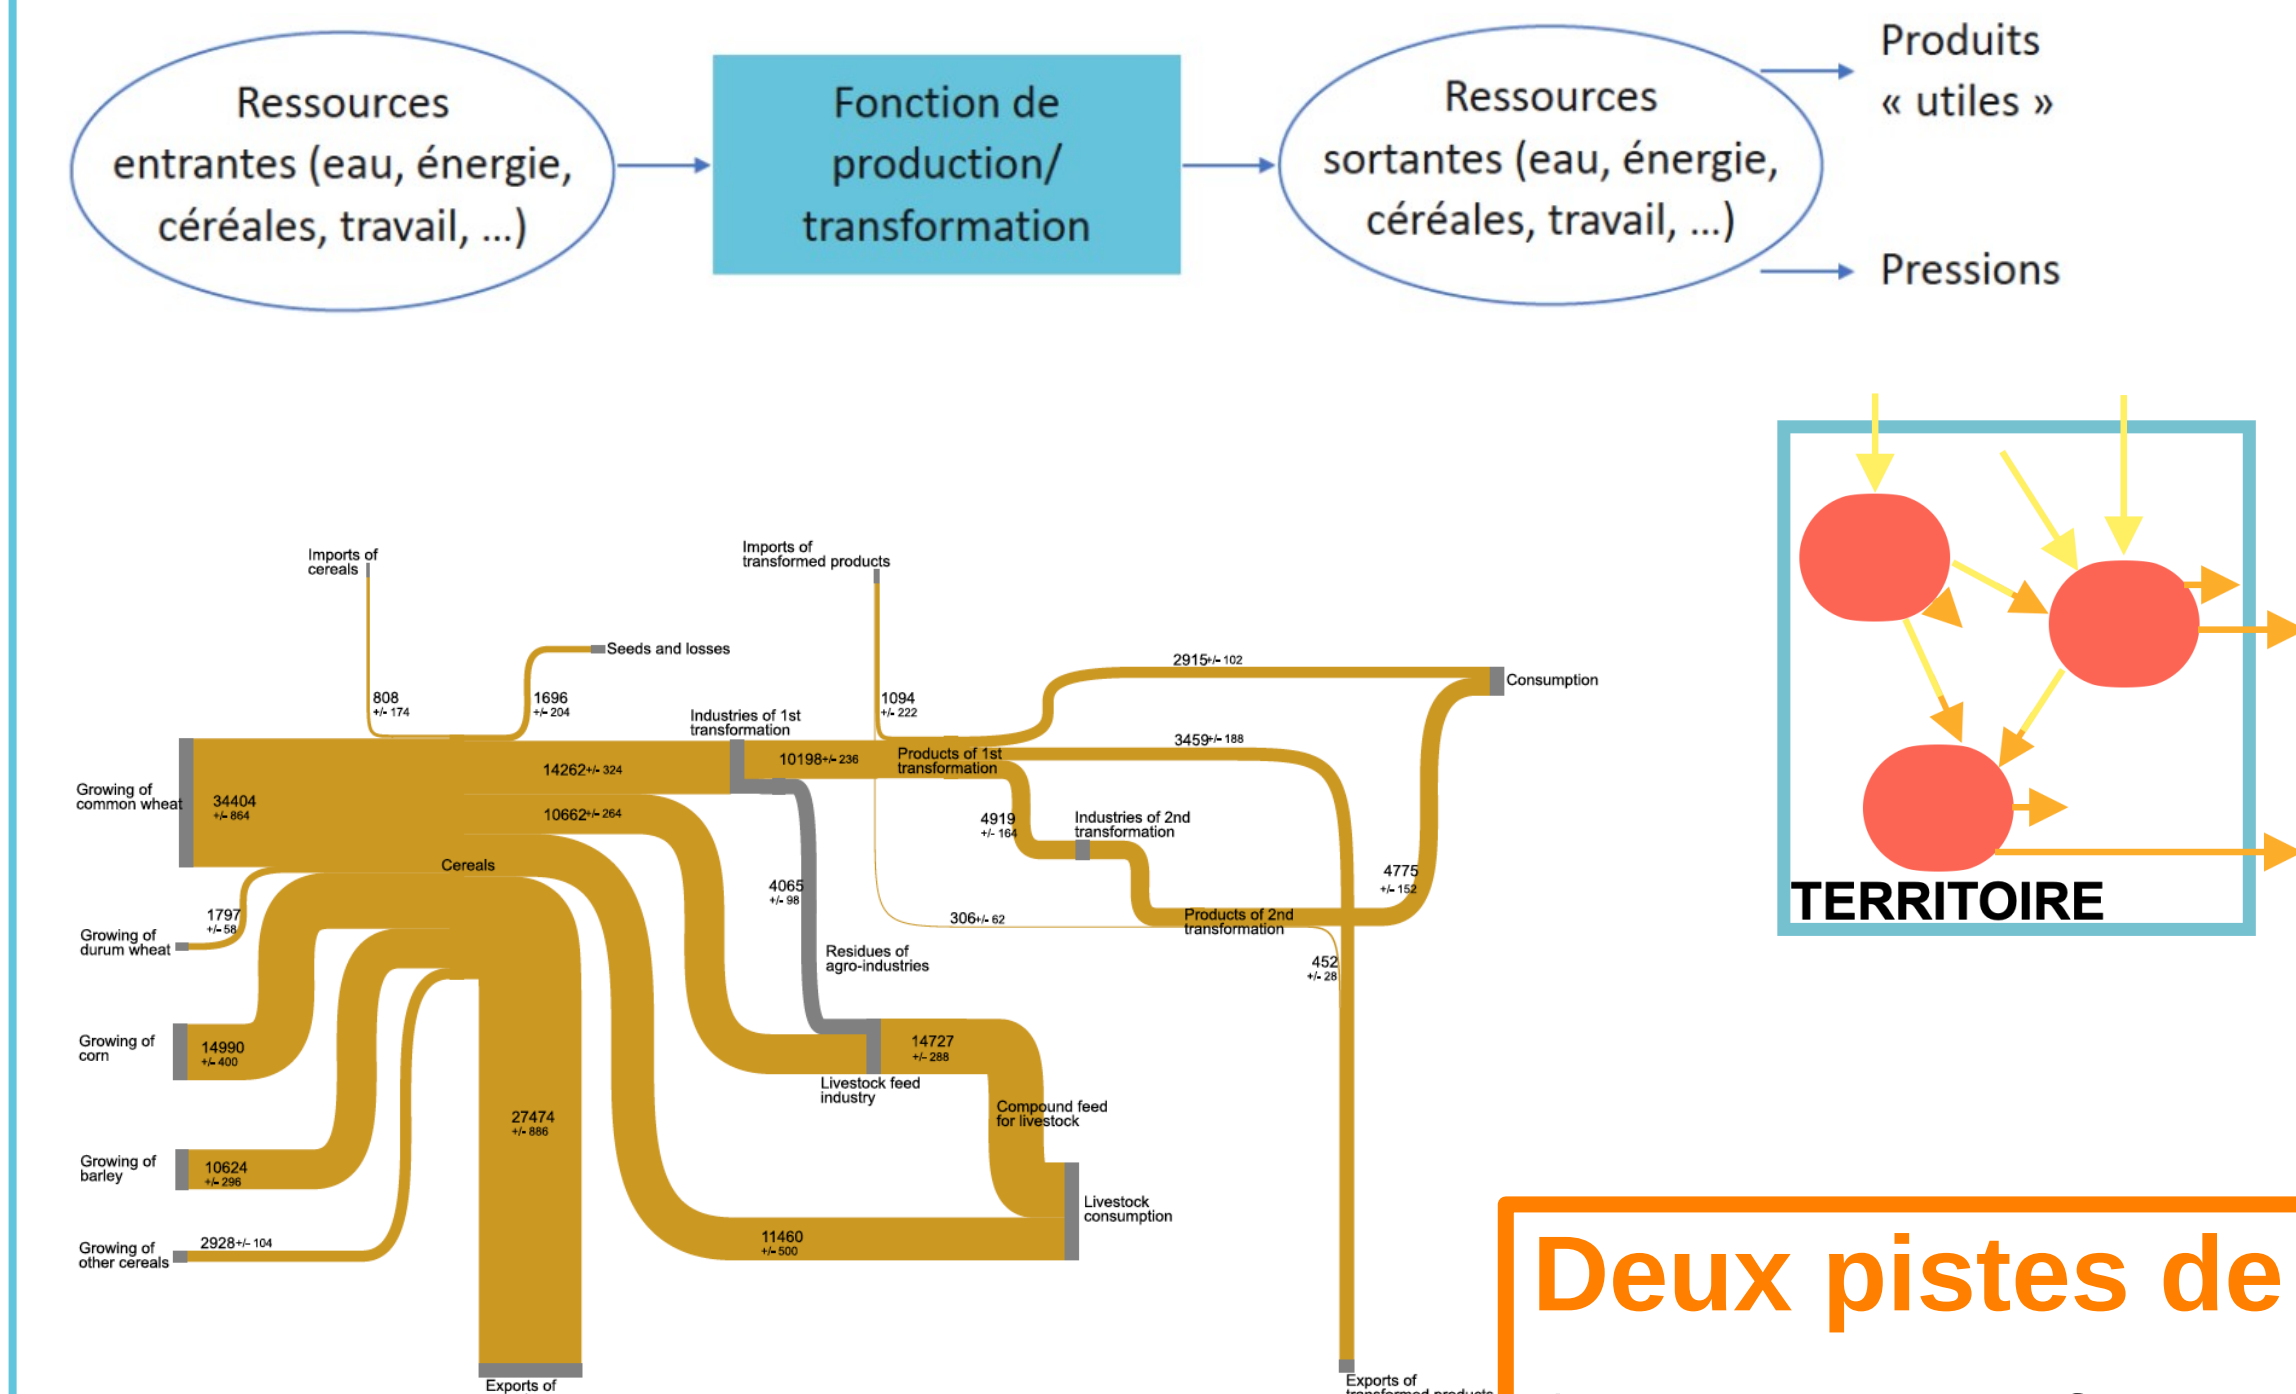 Ressources
entrantes (eau, énergie,
céréales, travail, ...)
Fonction de
production/
transformation
Ressources
sortantes (eau, énergie,
céréales, travail, ...)
Produits
« utiles »
Pressions
TERRITOIRE
Imports of
cereals
Imports of
transformed products
Seeds and losses
808
+/- 174
1696
+/- 204
1094
+/- 222
2915+/- 102
Consumption
Industries of 1st
transformation
3459+/- 188
Growing of
common wheat
34404
+/- 864
14262+/- 324
10198+/- 236
Products of 1st
transformation
10662+/- 264
4919
+/- 164
Industries of 2nd
transformation
Cereals
4065
+/- 98
4775
+/- 152
1797
+/- 58
Growing of
durum wheat
306+/- 62
Products of 2nd
transformation
Residues of
agro-industries
452
+/- 28
Growing of
corn
14990
+/- 400
14727
+/- 288
Livestock feed
industry
Compound feed
for livestock
27474
+/- 886
Growing of
barley
10624
+/- 296
Livestock
consumption
Growing of
other cereals
2928+/- 104
11460
+/- 500
Exports of
Exports of
transformed products
Deux pistes de